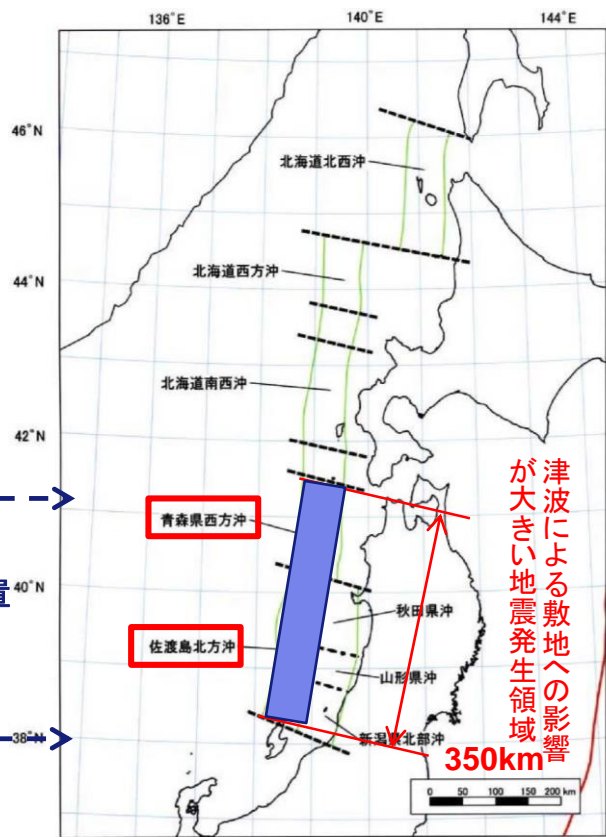 136°E
140°E
144°E
46°N
北海道北西沖
北海道西方沖
44°N
北海道南西沖
42°N
津波による敷地への影響
が大きい地震発生領域
青森県西方沖
40°N
置
秋田県沖
佐渡島北方沖
山形県沖
38°N
新潟県北部沖
350km
0 50 100 150 200 km